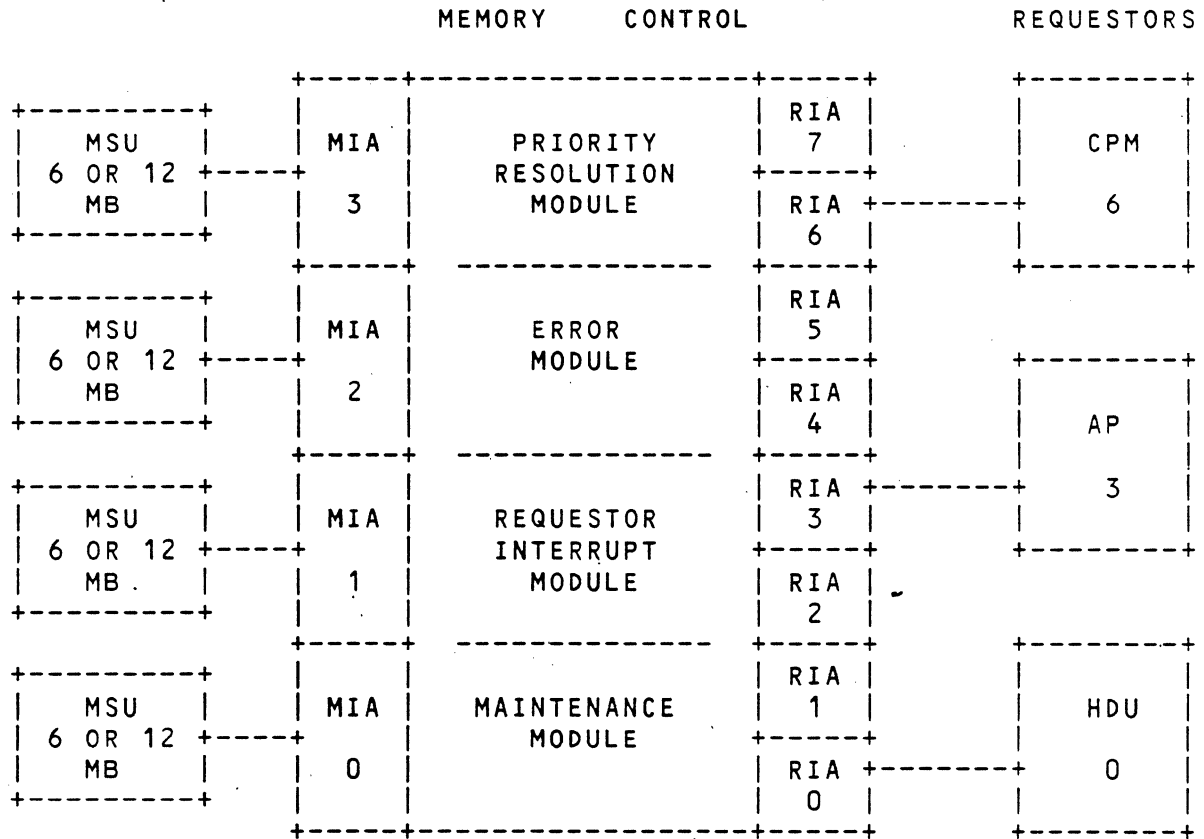 MEMORY CONTROL REQUESTORS
MSU
6 OR 12
MB
MIA
3
PRIORITY
RESOLUTION
MODULE
RIA
7
RIA
6
CPM
6
MSU
6 OR 12
MB
MIA
2
ERROR
MODULE
RIA
5
RIA
4
AP
3
MSU
6 OR 12
MB
MIA
1
REQUESTOR
INTERRUPT
MODULE
RIA
3
RIA
2
MSU
6 OR 12
MB
MIA
0
MAINTENANCE
MODULE
RIA
1
RIA
0
HDU
0